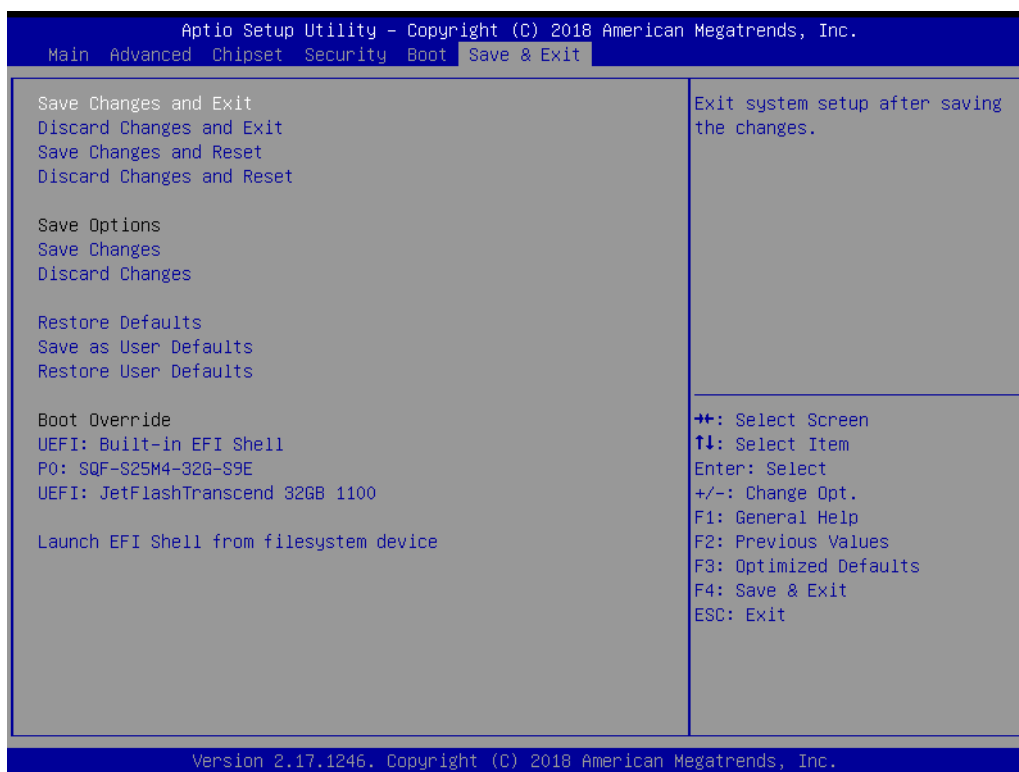 Aptio Setup Utility – Copyright (C) 2018 American Megatrends, Inc.
Main Advanced Chipset Security Boot Save & Exit
Save Changes and Exit
Discard Changes and Exit
Save Changes and Reset
Discard Changes and Reset
Save Options
Save Changes
Discard Changes
Restore Defaults
Save as User Defaults
Restore User Defaults
Boot Override
UEFI: Built-in EFI Shell
P0: SQF-S25M4-32G-S9E
UEFI: JetFlashTranscend 32GB 1100
Launch EFI Shell from filesystem device
Exit system setup after saving
the changes.
→←: Select Screen
↑↓: Select Item
Enter: Select
+/-: Change Opt.
F1: General Help
F2: Previous Values
F3: Optimized Defaults
F4: Save & Exit
ESC: Exit
Version 2.17.1246. Copyright (C) 2018 American Megatrends, Inc.